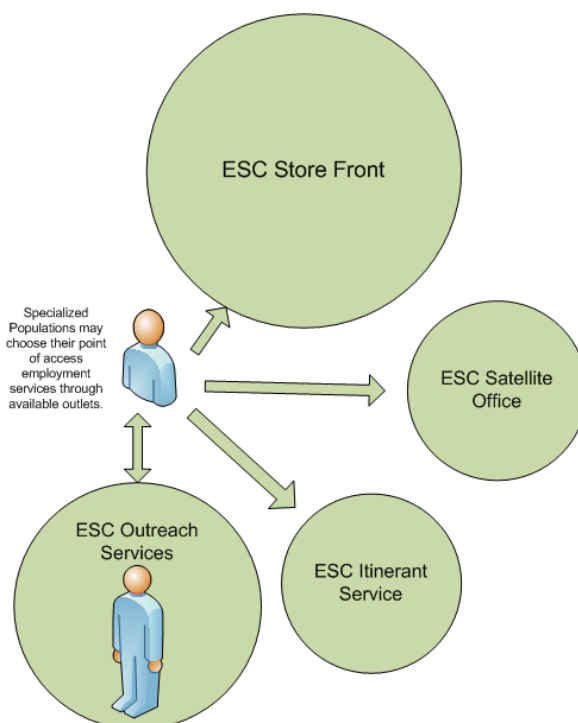 ESC Store Front
Specialized
Populations may
choose their point
of access
employment
services through
available outlets.
ESC Satellite
Office
ESC Outreach
Services
ESC Itinerant
Service